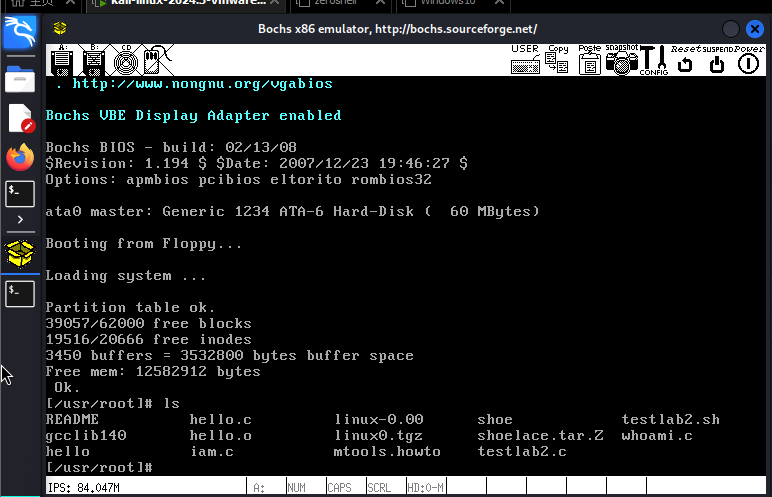 主页
kali-linux-2024.3-vmware...
zeroshell
Windows10
Bochs x86 emulator, http://bochs.sourceforge.net/
A: B: CD USER Copy Paste snapshot CONFIG Reset SUSPEND Power
. http://www.nongnu.org/vgabios
Bochs VBE Display Adapter enabled
Bochs BIOS - build: 02/13/08
$Revision: 1.194 $ $Date: 2007/12/23 19:46:27 $
Options: apmbios pcibios eltorito rombios32
ata0 master: Generic 1234 ATA-6 Hard-Disk (  60 MBytes)
Booting from Floppy...
Loading system ...
Partition table ok.
39057/62000 free blocks
19516/20666 free inodes
3450 buffers = 3532800 bytes buffer space
Free mem: 12582912 bytes
Ok.
[/usr/root]# ls
README hello.c linux-0.00 shoe testlab2.sh
gcclib140 hello.o linux0.tgz shoelace.tar.Z whoami.c
hello iam.c mtools.howto testlab2.c
[/usr/root]#
IPS: 84.047M A: NUM CAPS SCRL HD:0-M